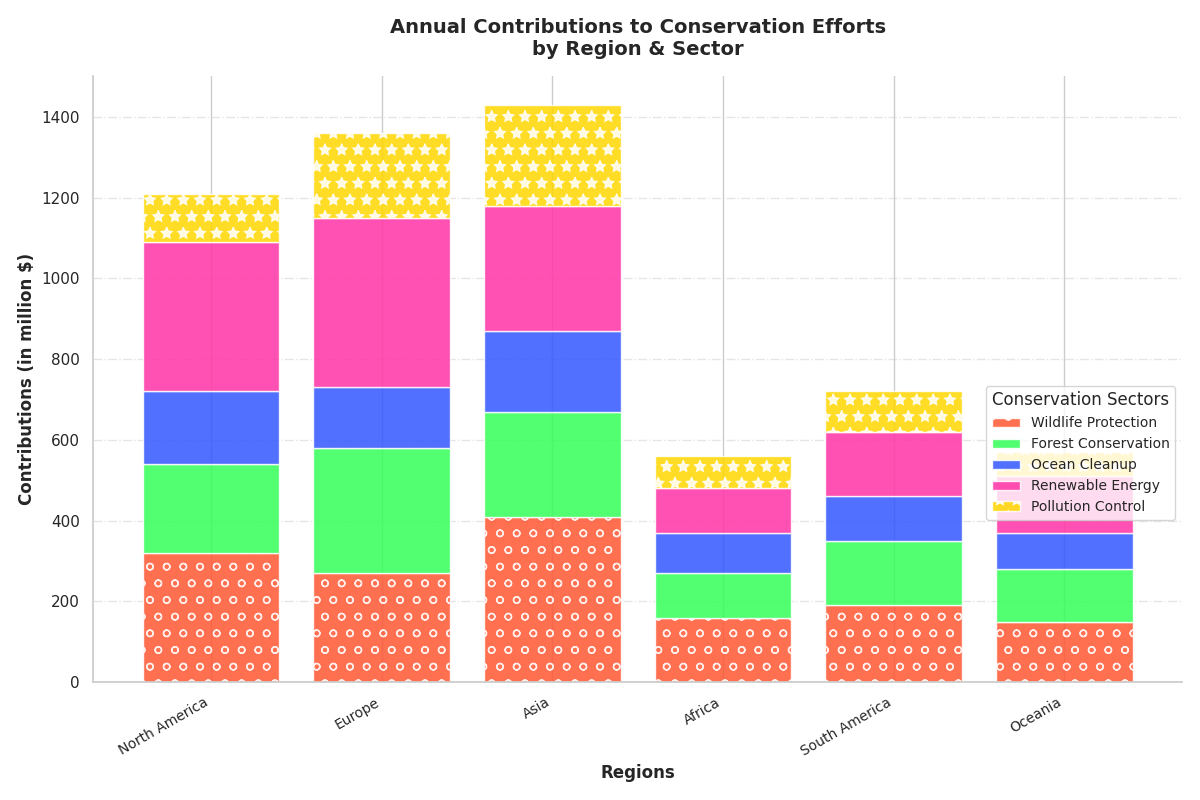 Annual Contributions to Conservation Efforts
by Region & Sector
Contributions (in million $)
1400
1200
1000
800
600
400
200
0
Conservation Sectors
Wildlife Protection
Forest Conservation
Ocean Cleanup
Renewable Energy
Pollution Control
North America
Europe
Asia
Africa
South America
Oceania
Regions